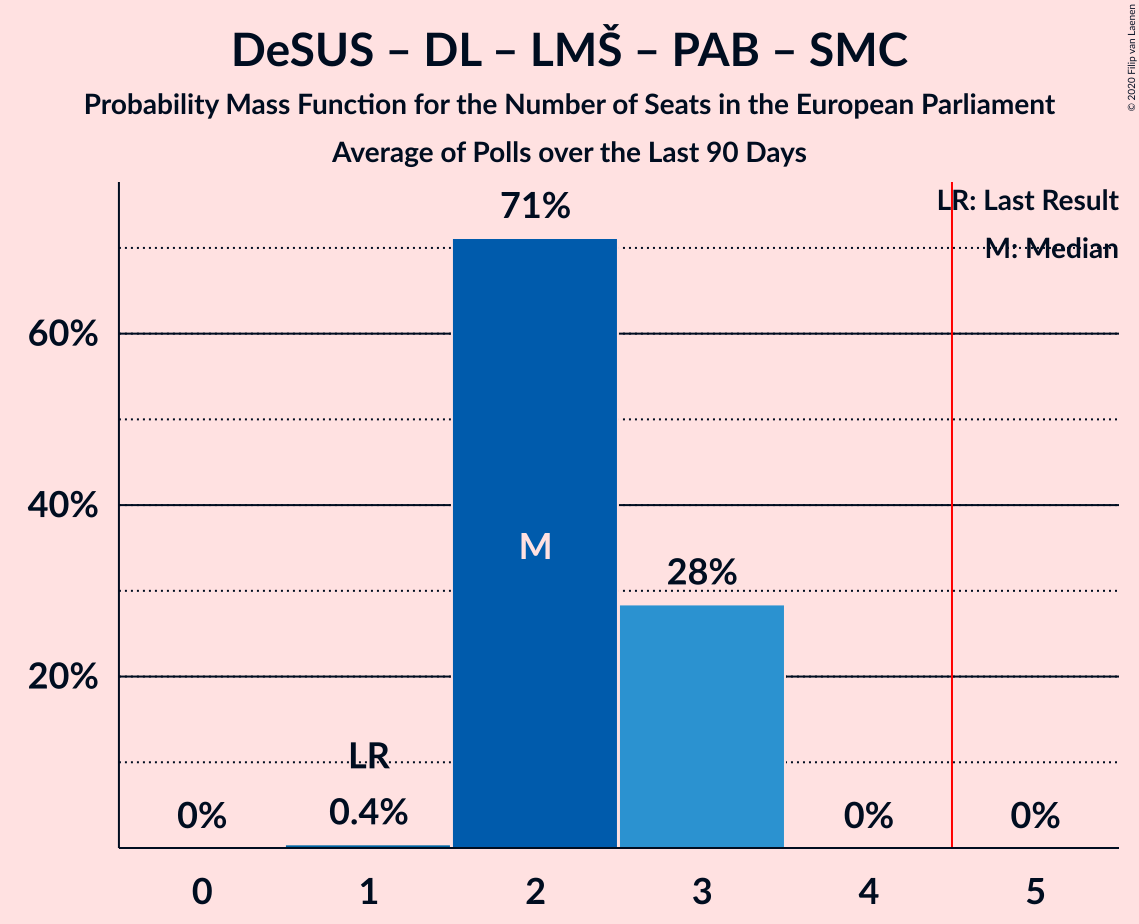 DeSUS – DL – LMŠ – PAB – SMC
Probability Mass Function for the Number of Seats in the European Parliament
Average of Polls over the Last 90 Days
© 2020 Filip van Laenen
LR: Last Result
M: Median
71%
60%
40%
M
28%
20%
LR
0%
0.4%
0%
0%
0
1
2
3
4
5